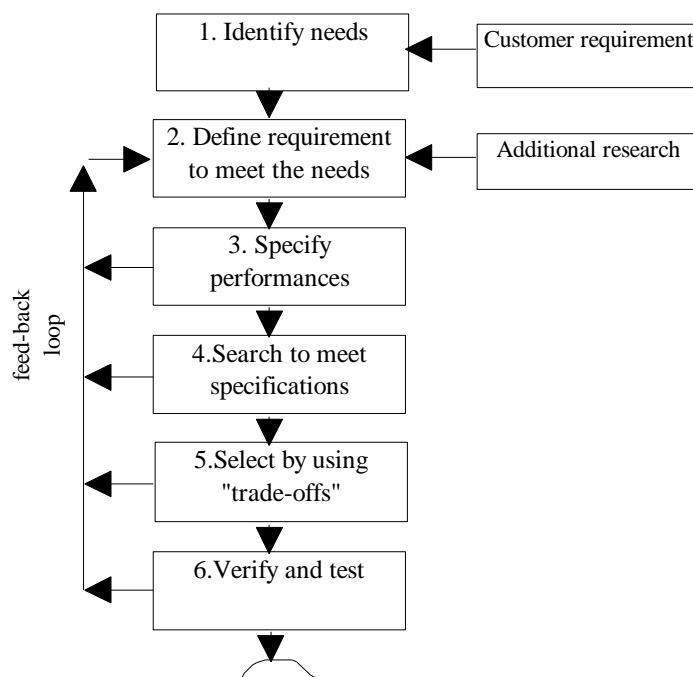 1. Identify needs
Customer requirement
2. Define requirement
to meet the needs
Additional research
3. Specify
performances
feed-back
loop
4.Search to meet
specifications
5.Select by using
"trade-offs"
6.Verify and test